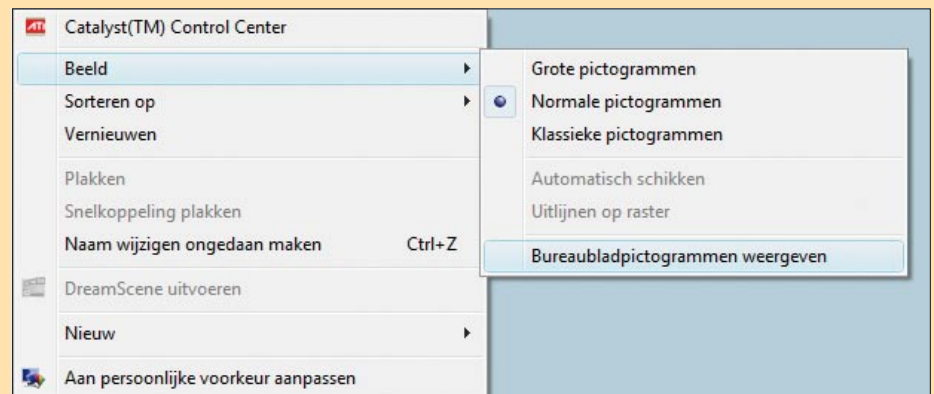 ATI
Catalyst(TM) Control Center
Beeld
Sorteren op
Vernieuwen
Plakken
Snelkoppeling plakken
Naam wijzigen ongedaan maken Ctrl+Z
DreamScene uitvoeren
Nieuw
Aan persoonlijke voorkeur aanpassen
Grote pictogrammen
Normale pictogrammen
Klassieke pictogrammen
Automatisch schikken
Uitlijnen op raster
Bureaubladpictogrammen weergeven